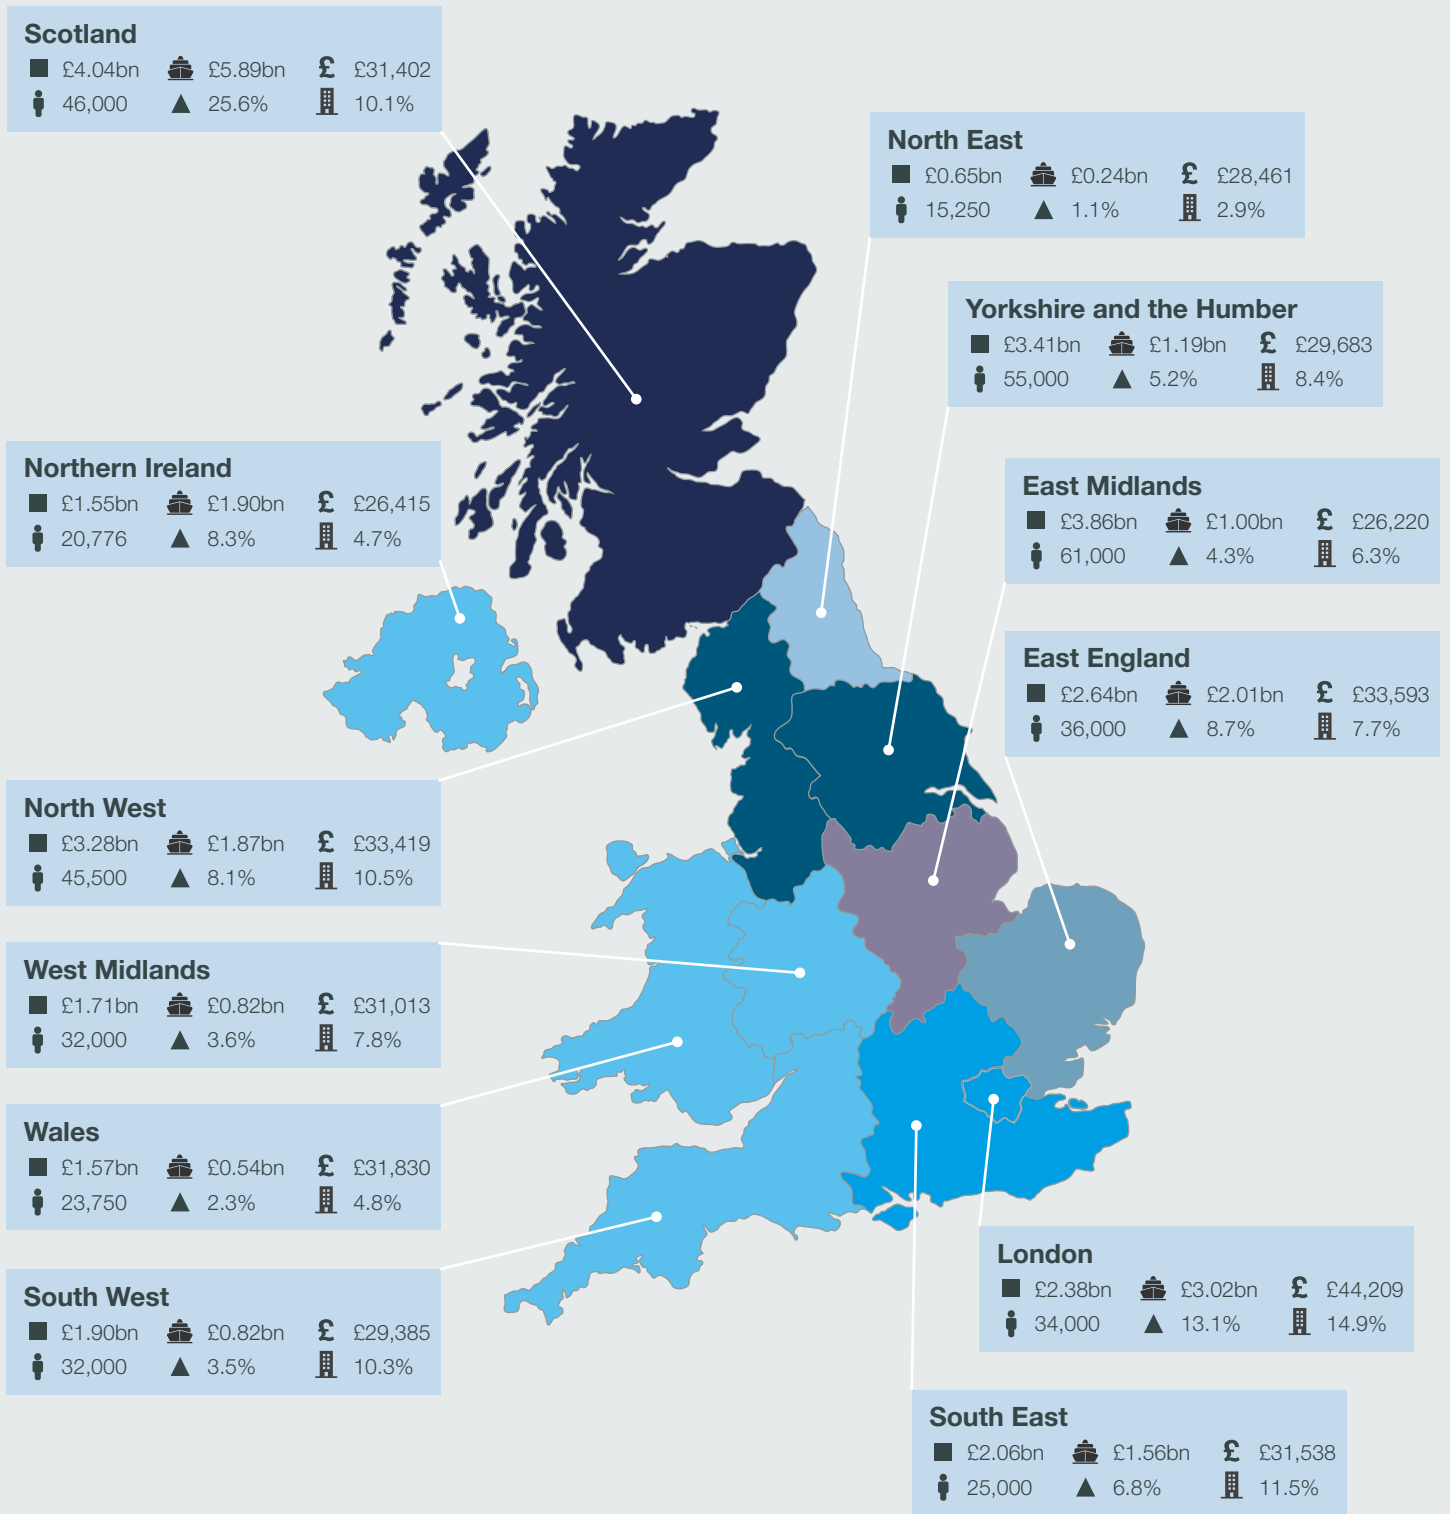 Scotland
£4.04bn £5.89bn £ £31,402
46,000 25.6% 10.1%
North East
£0.65bn £0.24bn £ £28,461
15,250 1.1% 2.9%
Yorkshire and the Humber
£3.41bn £1.19bn £ £29,683
55,000 5.2% 8.4%
Northern Ireland
£1.55bn £1.90bn £ £26,415
20,776 8.3% 4.7%
East Midlands
£3.86bn £1.00bn £ £26,220
61,000 4.3% 6.3%
East England
£2.64bn £2.01bn £ £33,593
36,000 8.7% 7.7%
North West
£3.28bn £1.87bn £ £33,419
45,500 8.1% 10.5%
West Midlands
£1.71bn £0.82bn £ £31,013
32,000 3.6% 7.8%
Wales
£1.57bn £0.54bn £ £31,830
23,750 2.3% 4.8%
South West
£1.90bn £0.82bn £ £29,385
32,000 3.5% 10.3%
London
£2.38bn £3.02bn £ £44,209
34,000 13.1% 14.9%
South East
£2.06bn £1.56bn £ £31,538
25,000 6.8% 11.5%